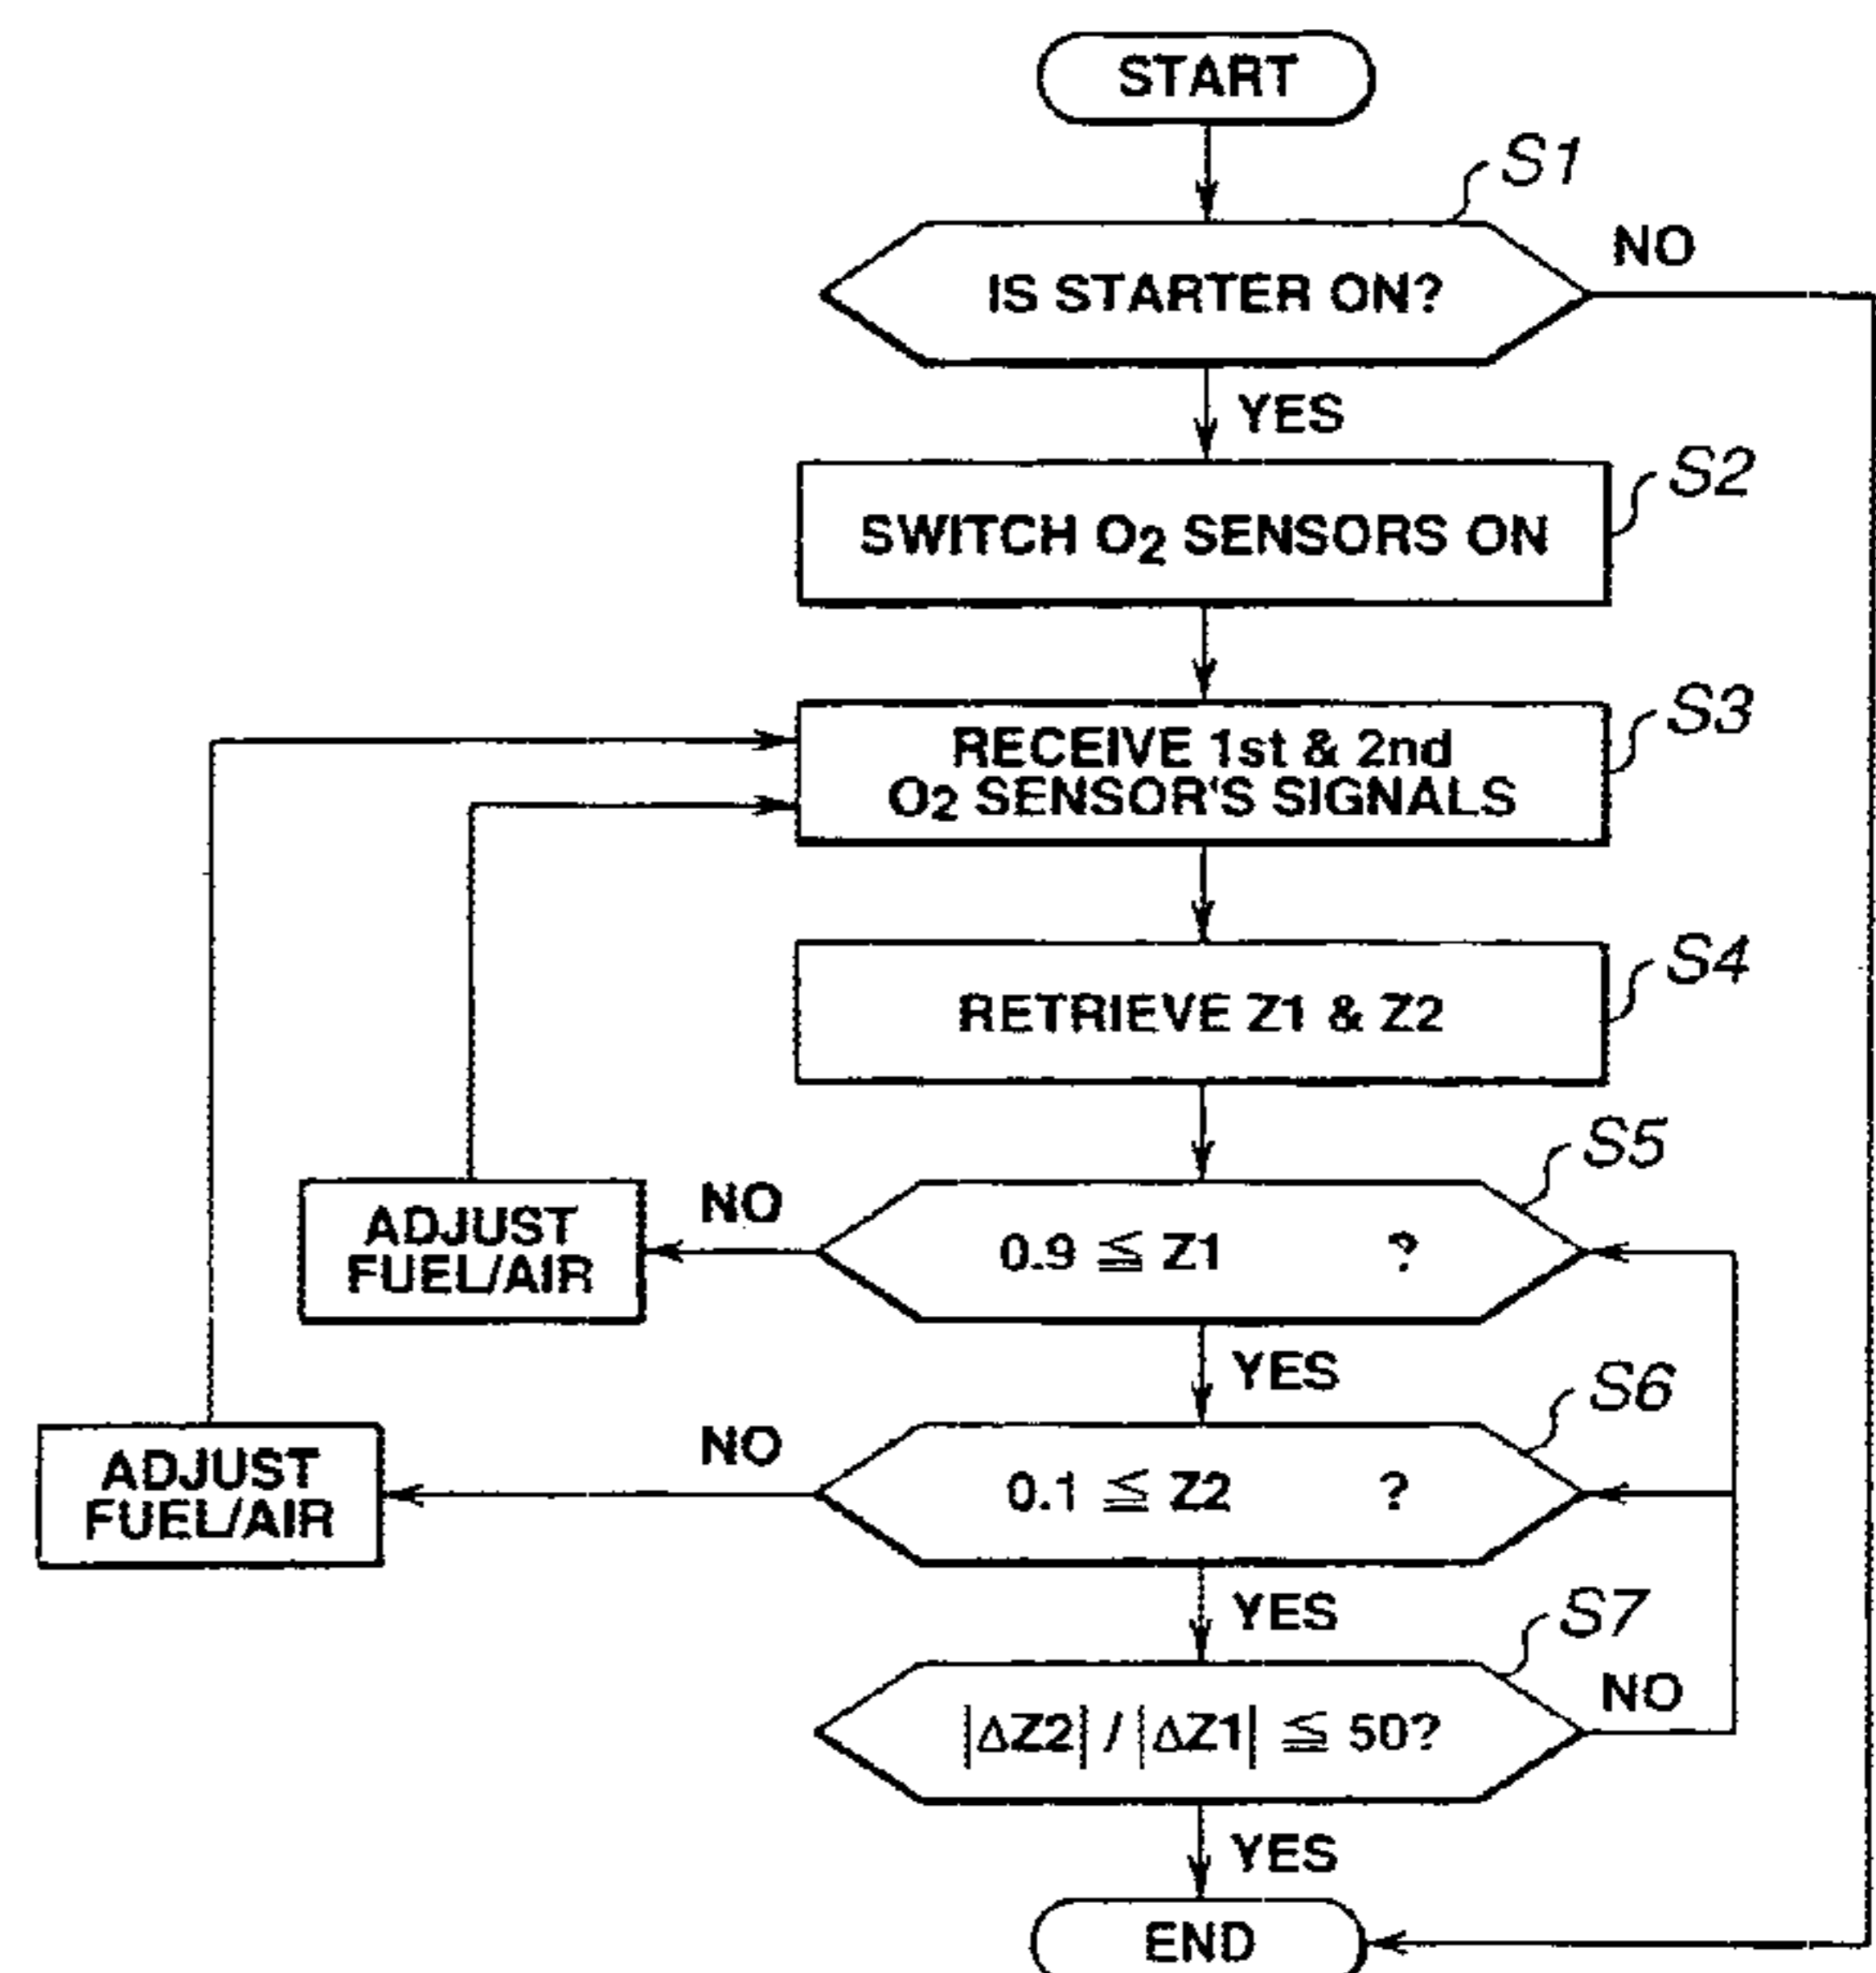 START
S1
IS STARTER ON?
NO
YES
S2
SWITCH O2 SENSORS ON
S3
RECEIVE 1st & 2nd
O2 SENSOR'S SIGNALS
S4
RETRIEVE Z1 & Z2
S5
0.9 ≦ Z1 ?
NO
ADJUST
FUEL/AIR
YES
S6
0.1 ≦ Z2 ?
NO
ADJUST
FUEL/AIR
YES
S7
|ΔZ2| / |ΔZ1| ≦ 50?
NO
YES
END